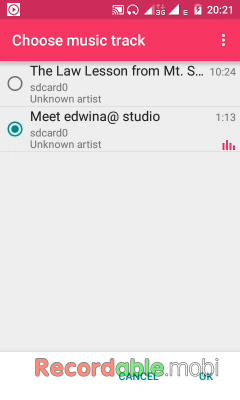 3G E 20:21
Choose music track
The Law Lesson from Mt. S... 10:24
sdcard0
Unknown artist
Meet edwina@ studio 1:13
sdcard0
Unknown artist
Recordable.mobi
CANCEL OK